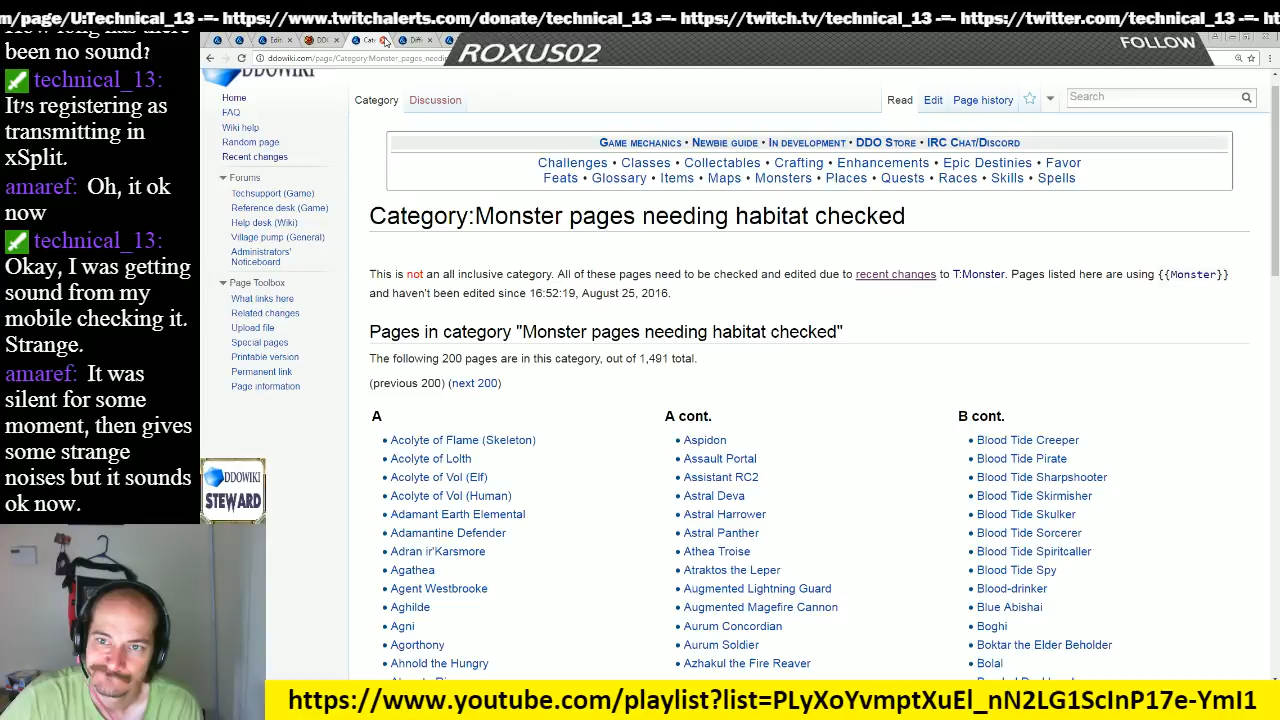 m/page/U:Technical_13 -=- https://www.twitchalerts.com/donate/technical_13 -=- https://twitch.tv/technical_13 -=- https://twitter.com/technical_13 -=- h
How long has there
been no sound?
technical_13:
It's registering as
transmitting in
xSplit.
amaref: Oh, it ok
now
technical_13:
Okay, I was getting
sound from my
mobile checking it.
Strange.
amaref: It was
silent for some
moment, then gives
some strange
noises but it sounds
ok now.
ROXUS02
FOLLOW
ddowiki.com/page/Category:Monster_pages_needi
DDOWIKI
Home
FAQ
Wiki help
Random page
Recent changes
Forums
Techsupport (Game)
Reference desk (Game)
Help desk (Wiki)
Village pump (General)
Administrators'
Noticeboard
Page Toolbox
What links here
Related changes
Upload file
Special pages
Printable version
Permanent link
Page information
DDOWIKI
STEWARD
Category Discussion Read Edit Page history Search
Game mechanics • Newbie guide • In development • DDO Store • IRC Chat/Discord
Challenges • Classes • Collectables • Crafting • Enhancements • Epic Destinies • Favor
Feats • Glossary • Items • Maps • Monsters • Places • Quests • Races • Skills • Spells
Category:Monster pages needing habitat checked
This is not an all inclusive category. All of these pages need to be checked and edited due to recent changes to T:Monster. Pages listed here are using {{Monster}}
and haven't been edited since 16:52:19, August 25, 2016.
Pages in category "Monster pages needing habitat checked"
The following 200 pages are in this category, out of 1,491 total.
(previous 200) (next 200)
A
Acolyte of Flame (Skeleton)
Acolyte of Lolth
Acolyte of Vol (Elf)
Acolyte of Vol (Human)
Adamant Earth Elemental
Adamantine Defender
Adran ir'Karsmore
Agathea
Agent Westbrooke
Aghilde
Agni
Agorthony
Ahnold the Hungry
A cont.
Aspidon
Assault Portal
Assistant RC2
Astral Deva
Astral Harrower
Astral Panther
Athea Troise
Atraktos the Leper
Augmented Lightning Guard
Augmented Magefire Cannon
Aurum Concordian
Aurum Soldier
Azhakul the Fire Reaver
B cont.
Blood Tide Creeper
Blood Tide Pirate
Blood Tide Sharpshooter
Blood Tide Skirmisher
Blood Tide Skulker
Blood Tide Sorcerer
Blood Tide Spiritcaller
Blood Tide Spy
Blood-drinker
Blue Abishai
Boghi
Boktar the Elder Beholder
Bolal
https://www.youtube.com/playlist?list=PLyXoYvmptXuEl_nN2LG1ScInP17e-YmI1